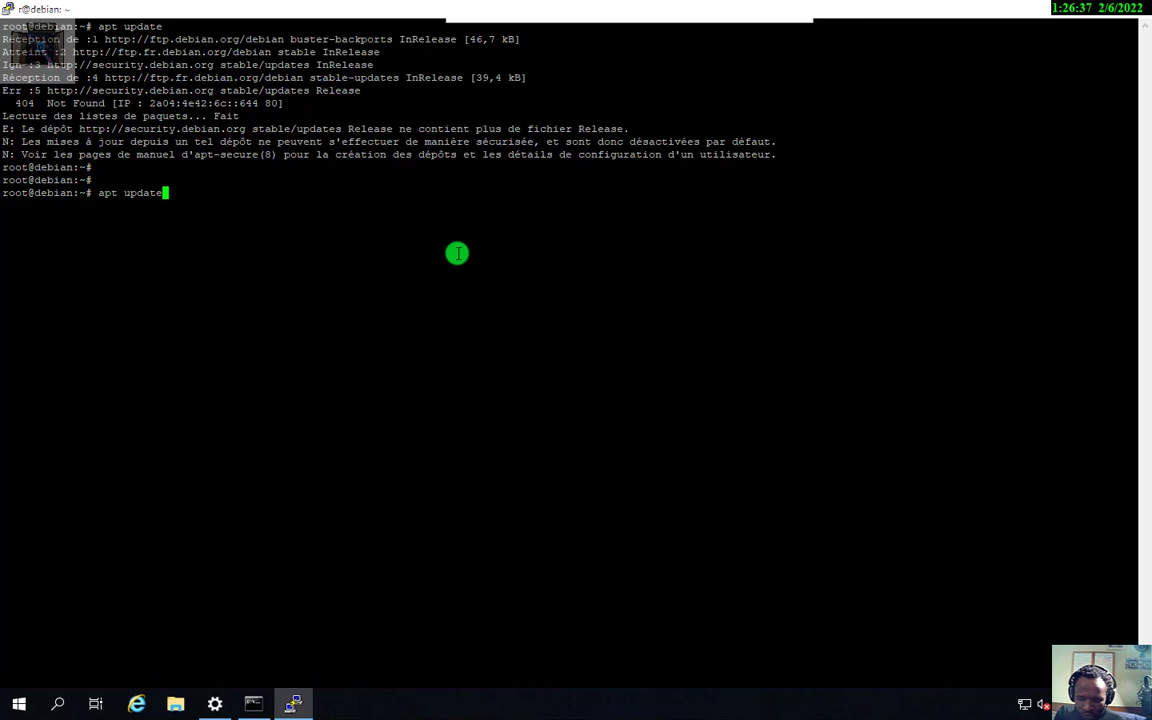 r@debian: ~
1:26:37 2/6/2022
root@debian:~# apt update
Réception de :1 http://ftp.debian.org/debian buster-backports InRelease [46,7 kB]
Atteint :2 http://ftp.fr.debian.org/debian stable InRelease
Ign :3 http://security.debian.org stable/updates InRelease
Réception de :4 http://ftp.fr.debian.org/debian stable-updates InRelease [39,4 kB]
Err :5 http://security.debian.org stable/updates Release
404 Not Found [IP : 2a04:4e42:6c::644 80]
Lecture des listes de paquets... Fait
E: Le dépôt http://security.debian.org stable/updates Release ne contient plus de fichier Release.
N: Les mises à jour depuis un tel dépôt ne peuvent s'effectuer de manière sécurisée, et sont donc désactivées par défaut.
N: Voir les pages de manuel d'apt-secure(8) pour la création des dépôts et les détails de configuration d'un utilisateur.
root@debian:~#
root@debian:~#
root@debian:~# apt update